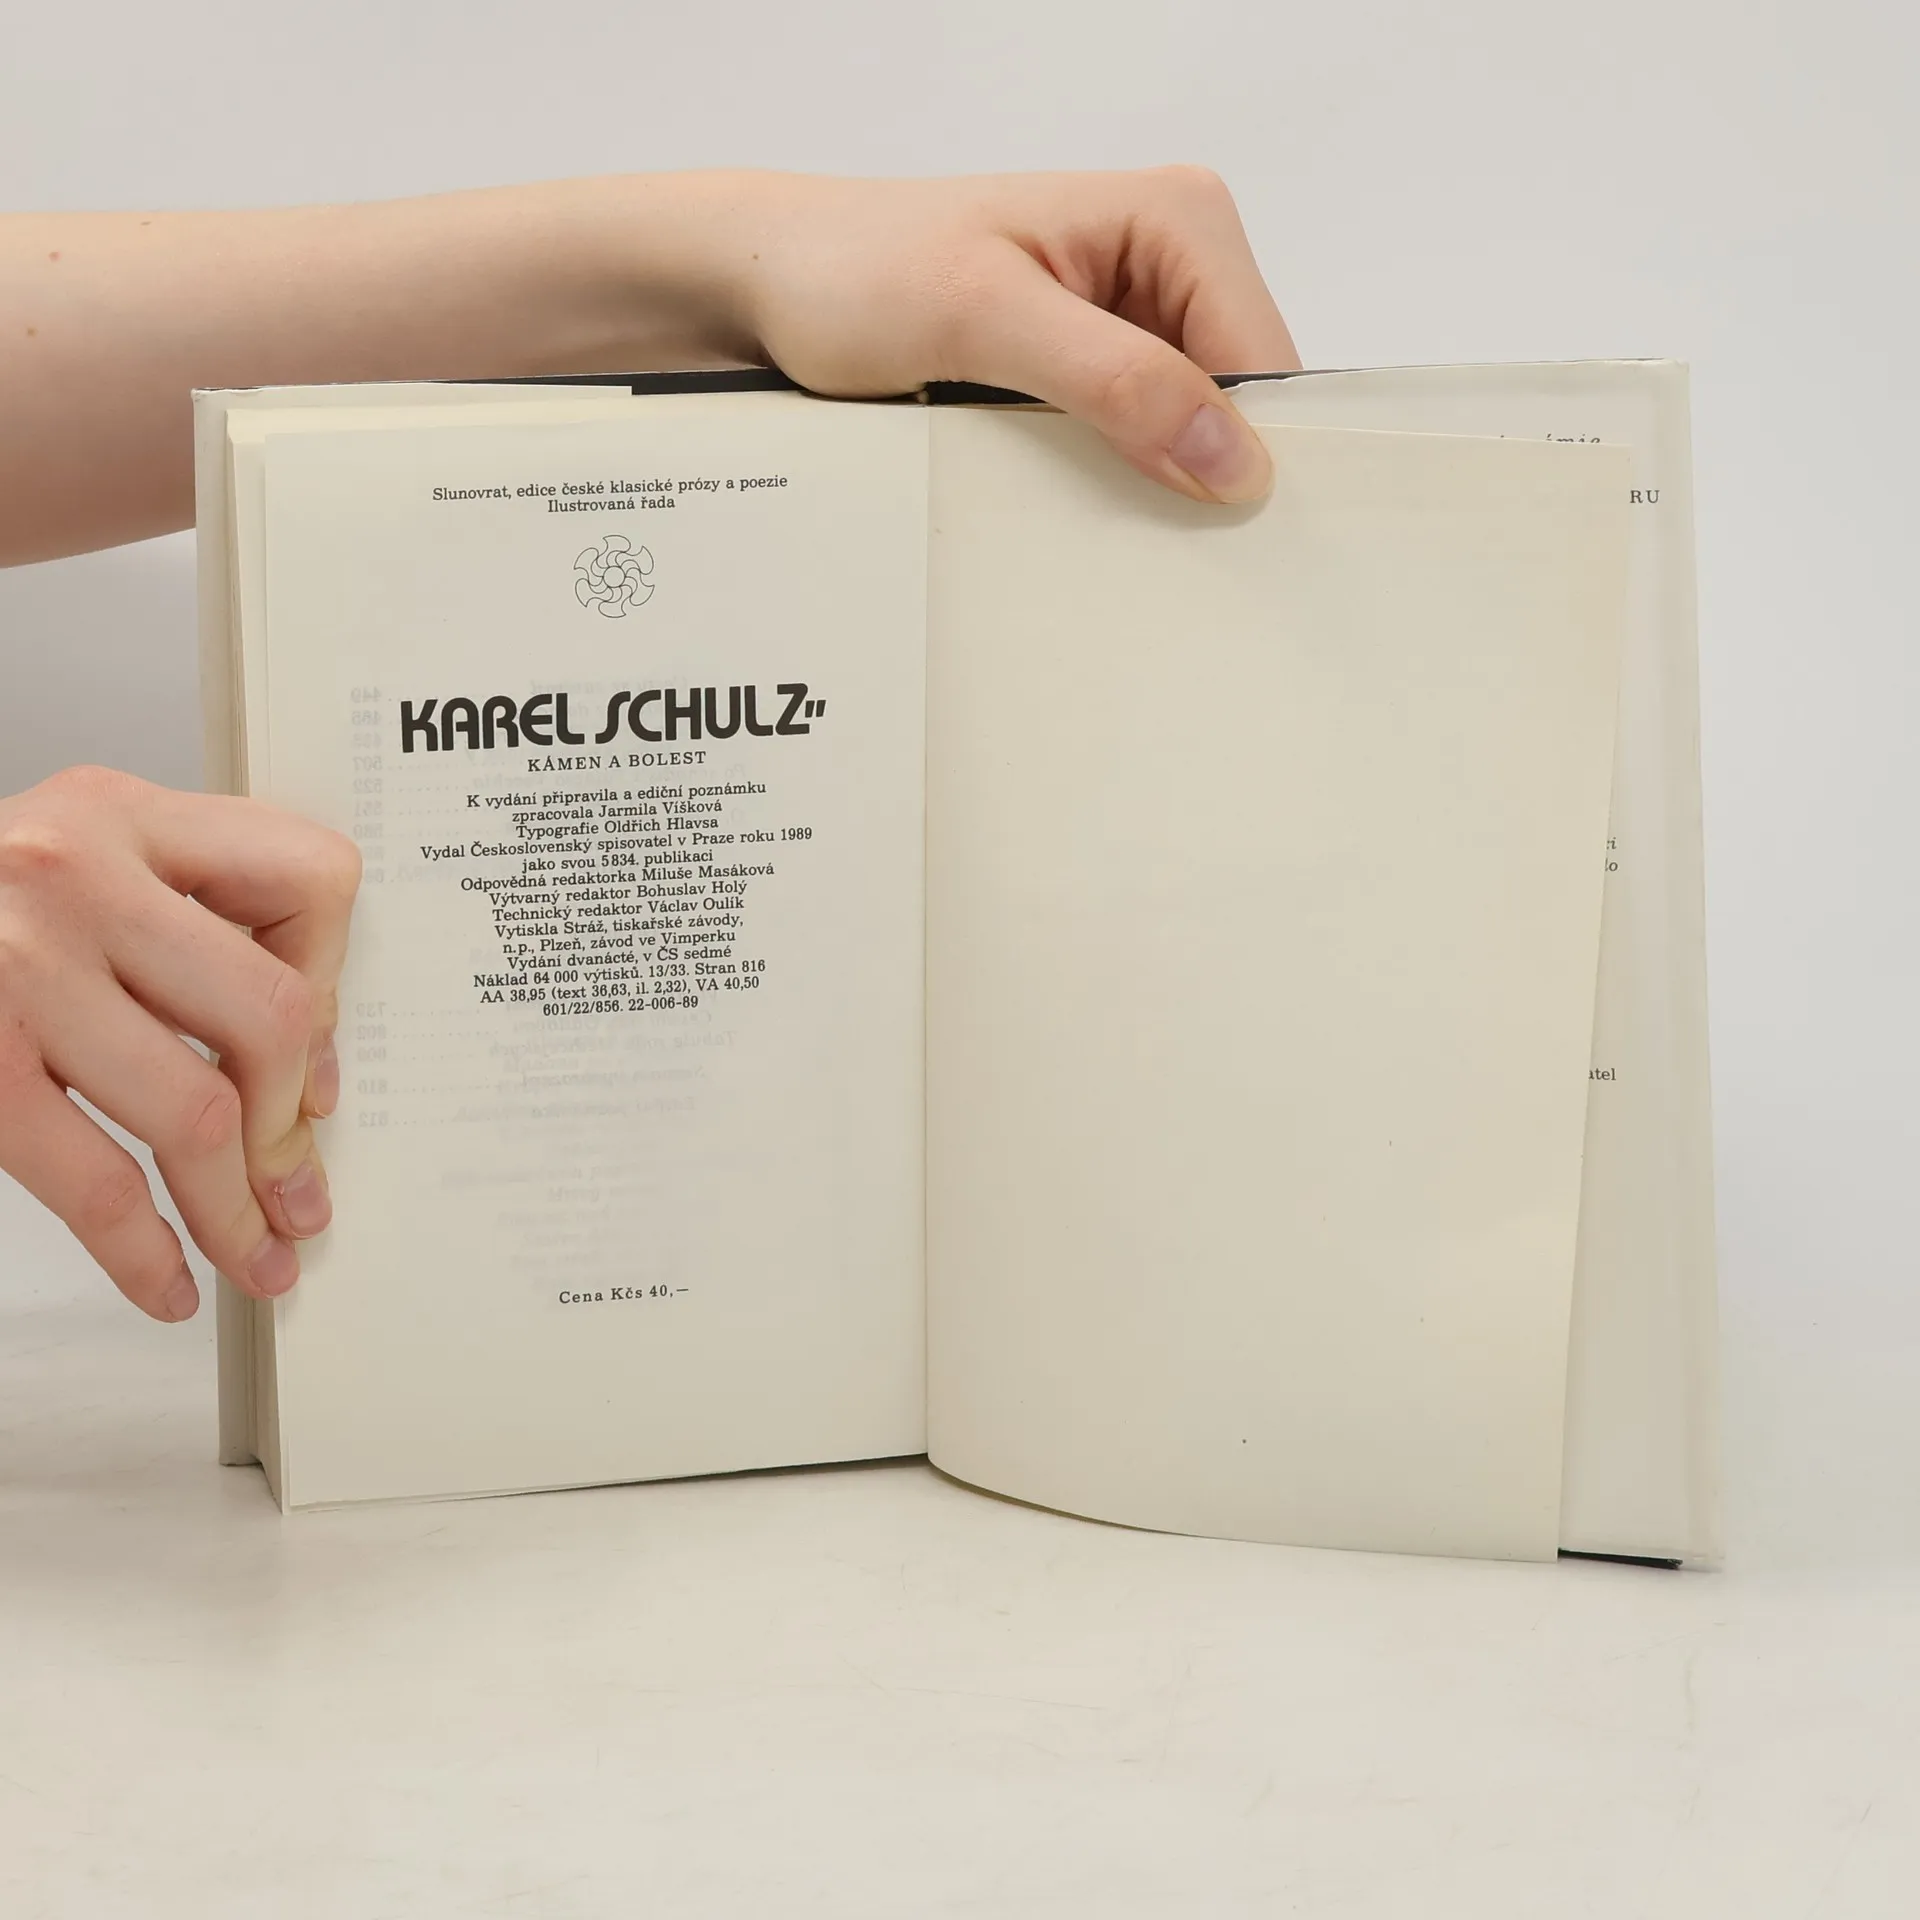 Slunovrat, edice české klasické prózy a poezie
Ilustrovaná řada
KAREL SCHULZ"
KÁMEN A BOLEST
K vydání připravila a ediční poznámku
zpracovala Jarmila Víšková
Typografie Oldřich Hlavsa
Vydal Československý spisovatel v Praze roku 1989
jako svou 5834. publikaci
Odpovědná redaktorka Miluše Masáková
Výtvarný redaktor Bohuslav Holý
Technický redaktor Václav Oulík
Vytiskla Stráž, tiskařské závody,
n.p., Plzeň, závod ve Vimperku
Vydání dvanácté, v ČS sedmé
Náklad 64 000 výtisků. 13/33. Stran 816
AA 38,95 (text 36,63, il. 2,32), VA 40,50
601/22/856. 22-006-89
Cena Kčs 40,—
RU